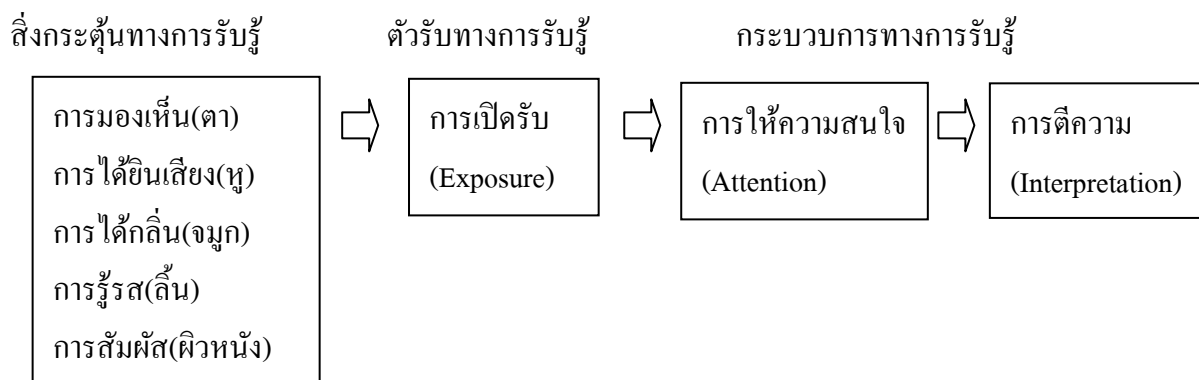 สิ่งกระตุ้นทางการรับรู้
ตัวรับทางการรับรู้
กระบวบการทางการรับรู้
การมองเห็น(ตา)
การได้ยินเสียง(หู)
การได้กลิ่น(จมูก)
การรู้รส(ลิ้น)
การสัมผัส(ผิวหนัง)
การเปิดรับ
(Exposure)
การให้ความสนใจ
(Attention)
การตีความ
(Interpretation)